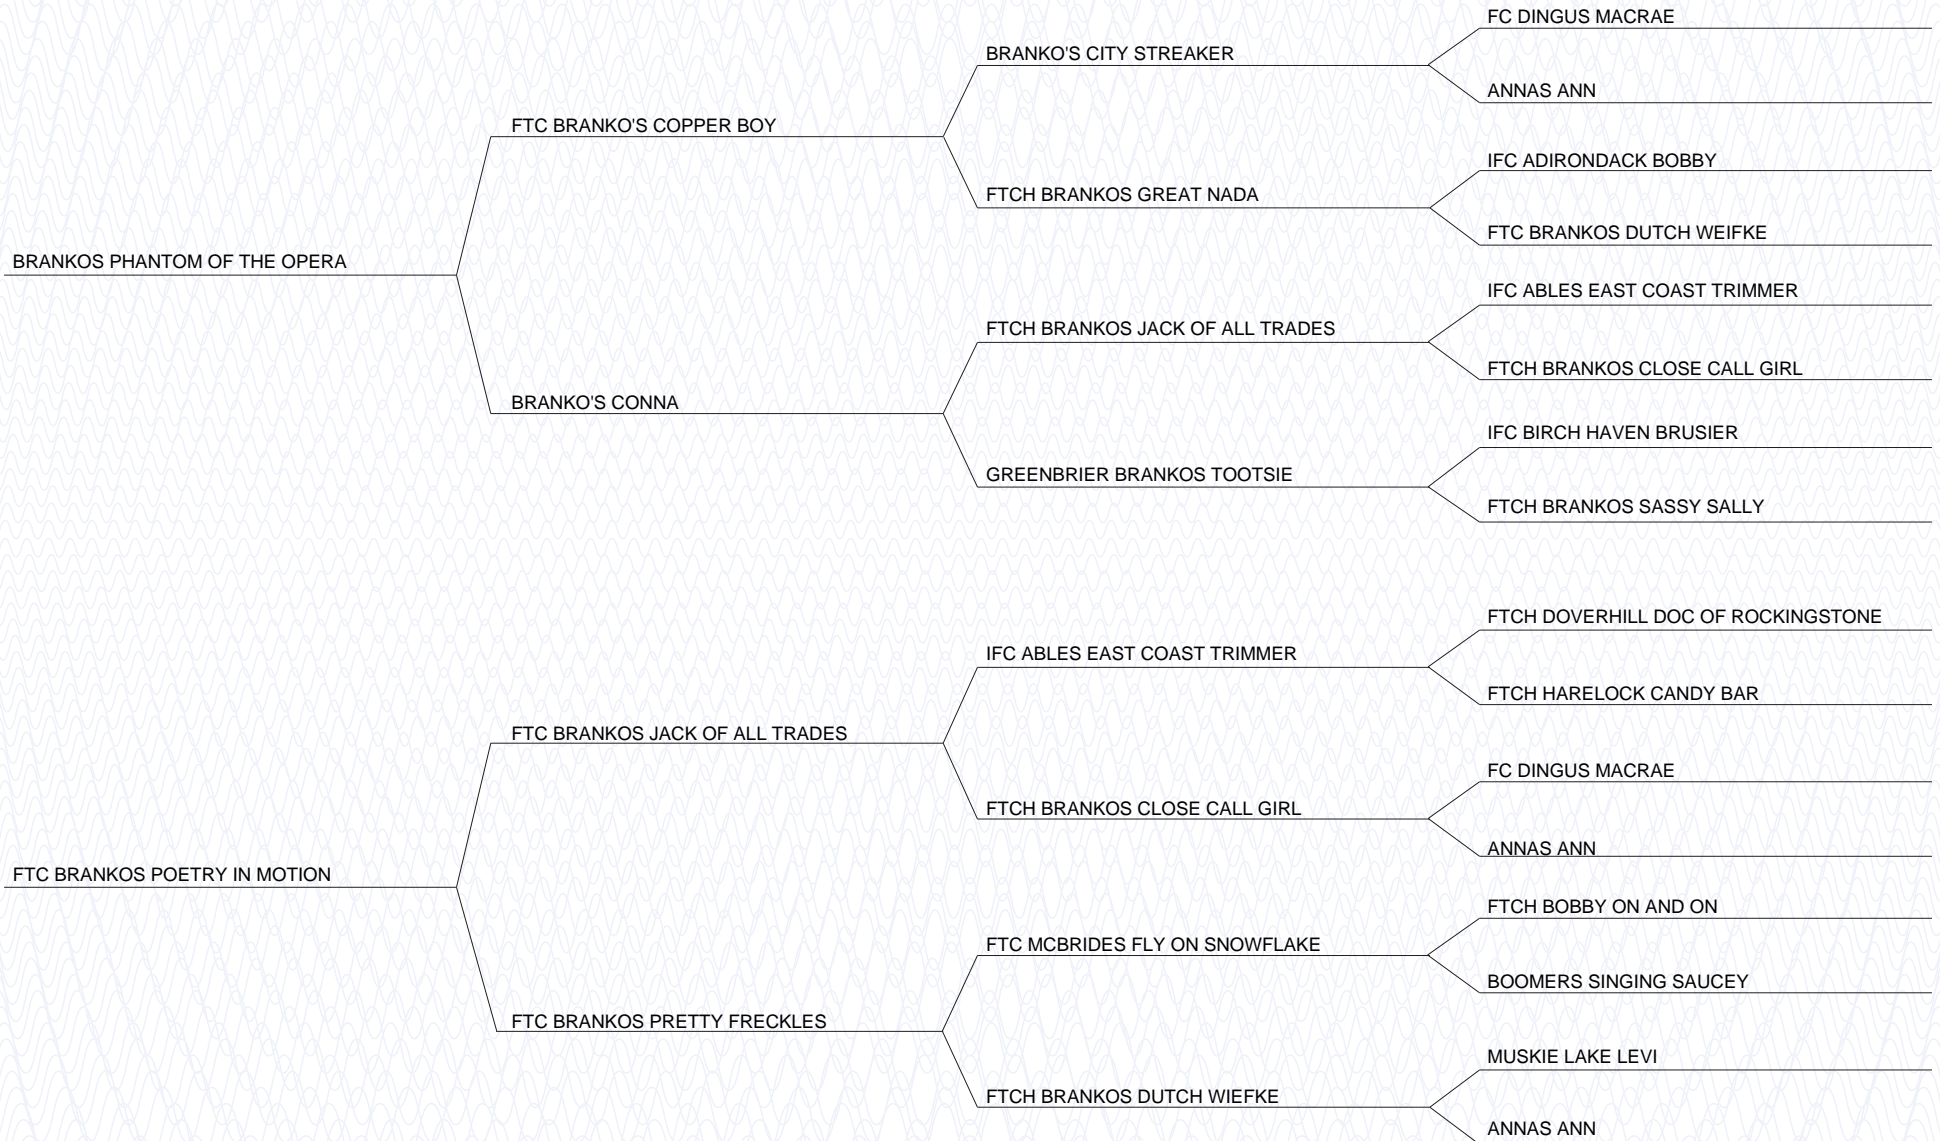 FC DINGUS MACRAE
BRANKO'S CITY STREAKER
ANNAS ANN
FTC BRANKO'S COPPER BOY
IFC ADIRONDACK BOBBY
FTCH BRANKOS GREAT NADA
FTC BRANKOS DUTCH WEIFKE
BRANKOS PHANTOM OF THE OPERA
IFC ABLES EAST COAST TRIMMER
FTCH BRANKOS JACK OF ALL TRADES
FTCH BRANKOS CLOSE CALL GIRL
BRANKO'S CONNA
IFC BIRCH HAVEN BRUSIER
GREENBRIER BRANKOS TOOTSIE
FTCH BRANKOS SASSY SALLY
FTCH DOVERHILL DOC OF ROCKINGSTONE
IFC ABLES EAST COAST TRIMMER
FTCH HARELOCK CANDY BAR
FTC BRANKOS JACK OF ALL TRADES
FC DINGUS MACRAE
FTCH BRANKOS CLOSE CALL GIRL
ANNAS ANN
FTC BRANKOS POETRY IN MOTION
FTCH BOBBY ON AND ON
FTC MCBRIDES FLY ON SNOWFLAKE
BOOMERS SINGING SAUCEY
FTC BRANKOS PRETTY FRECKLES
MUSKIE LAKE LEVI
FTCH BRANKOS DUTCH WIEFKE
ANNAS ANN